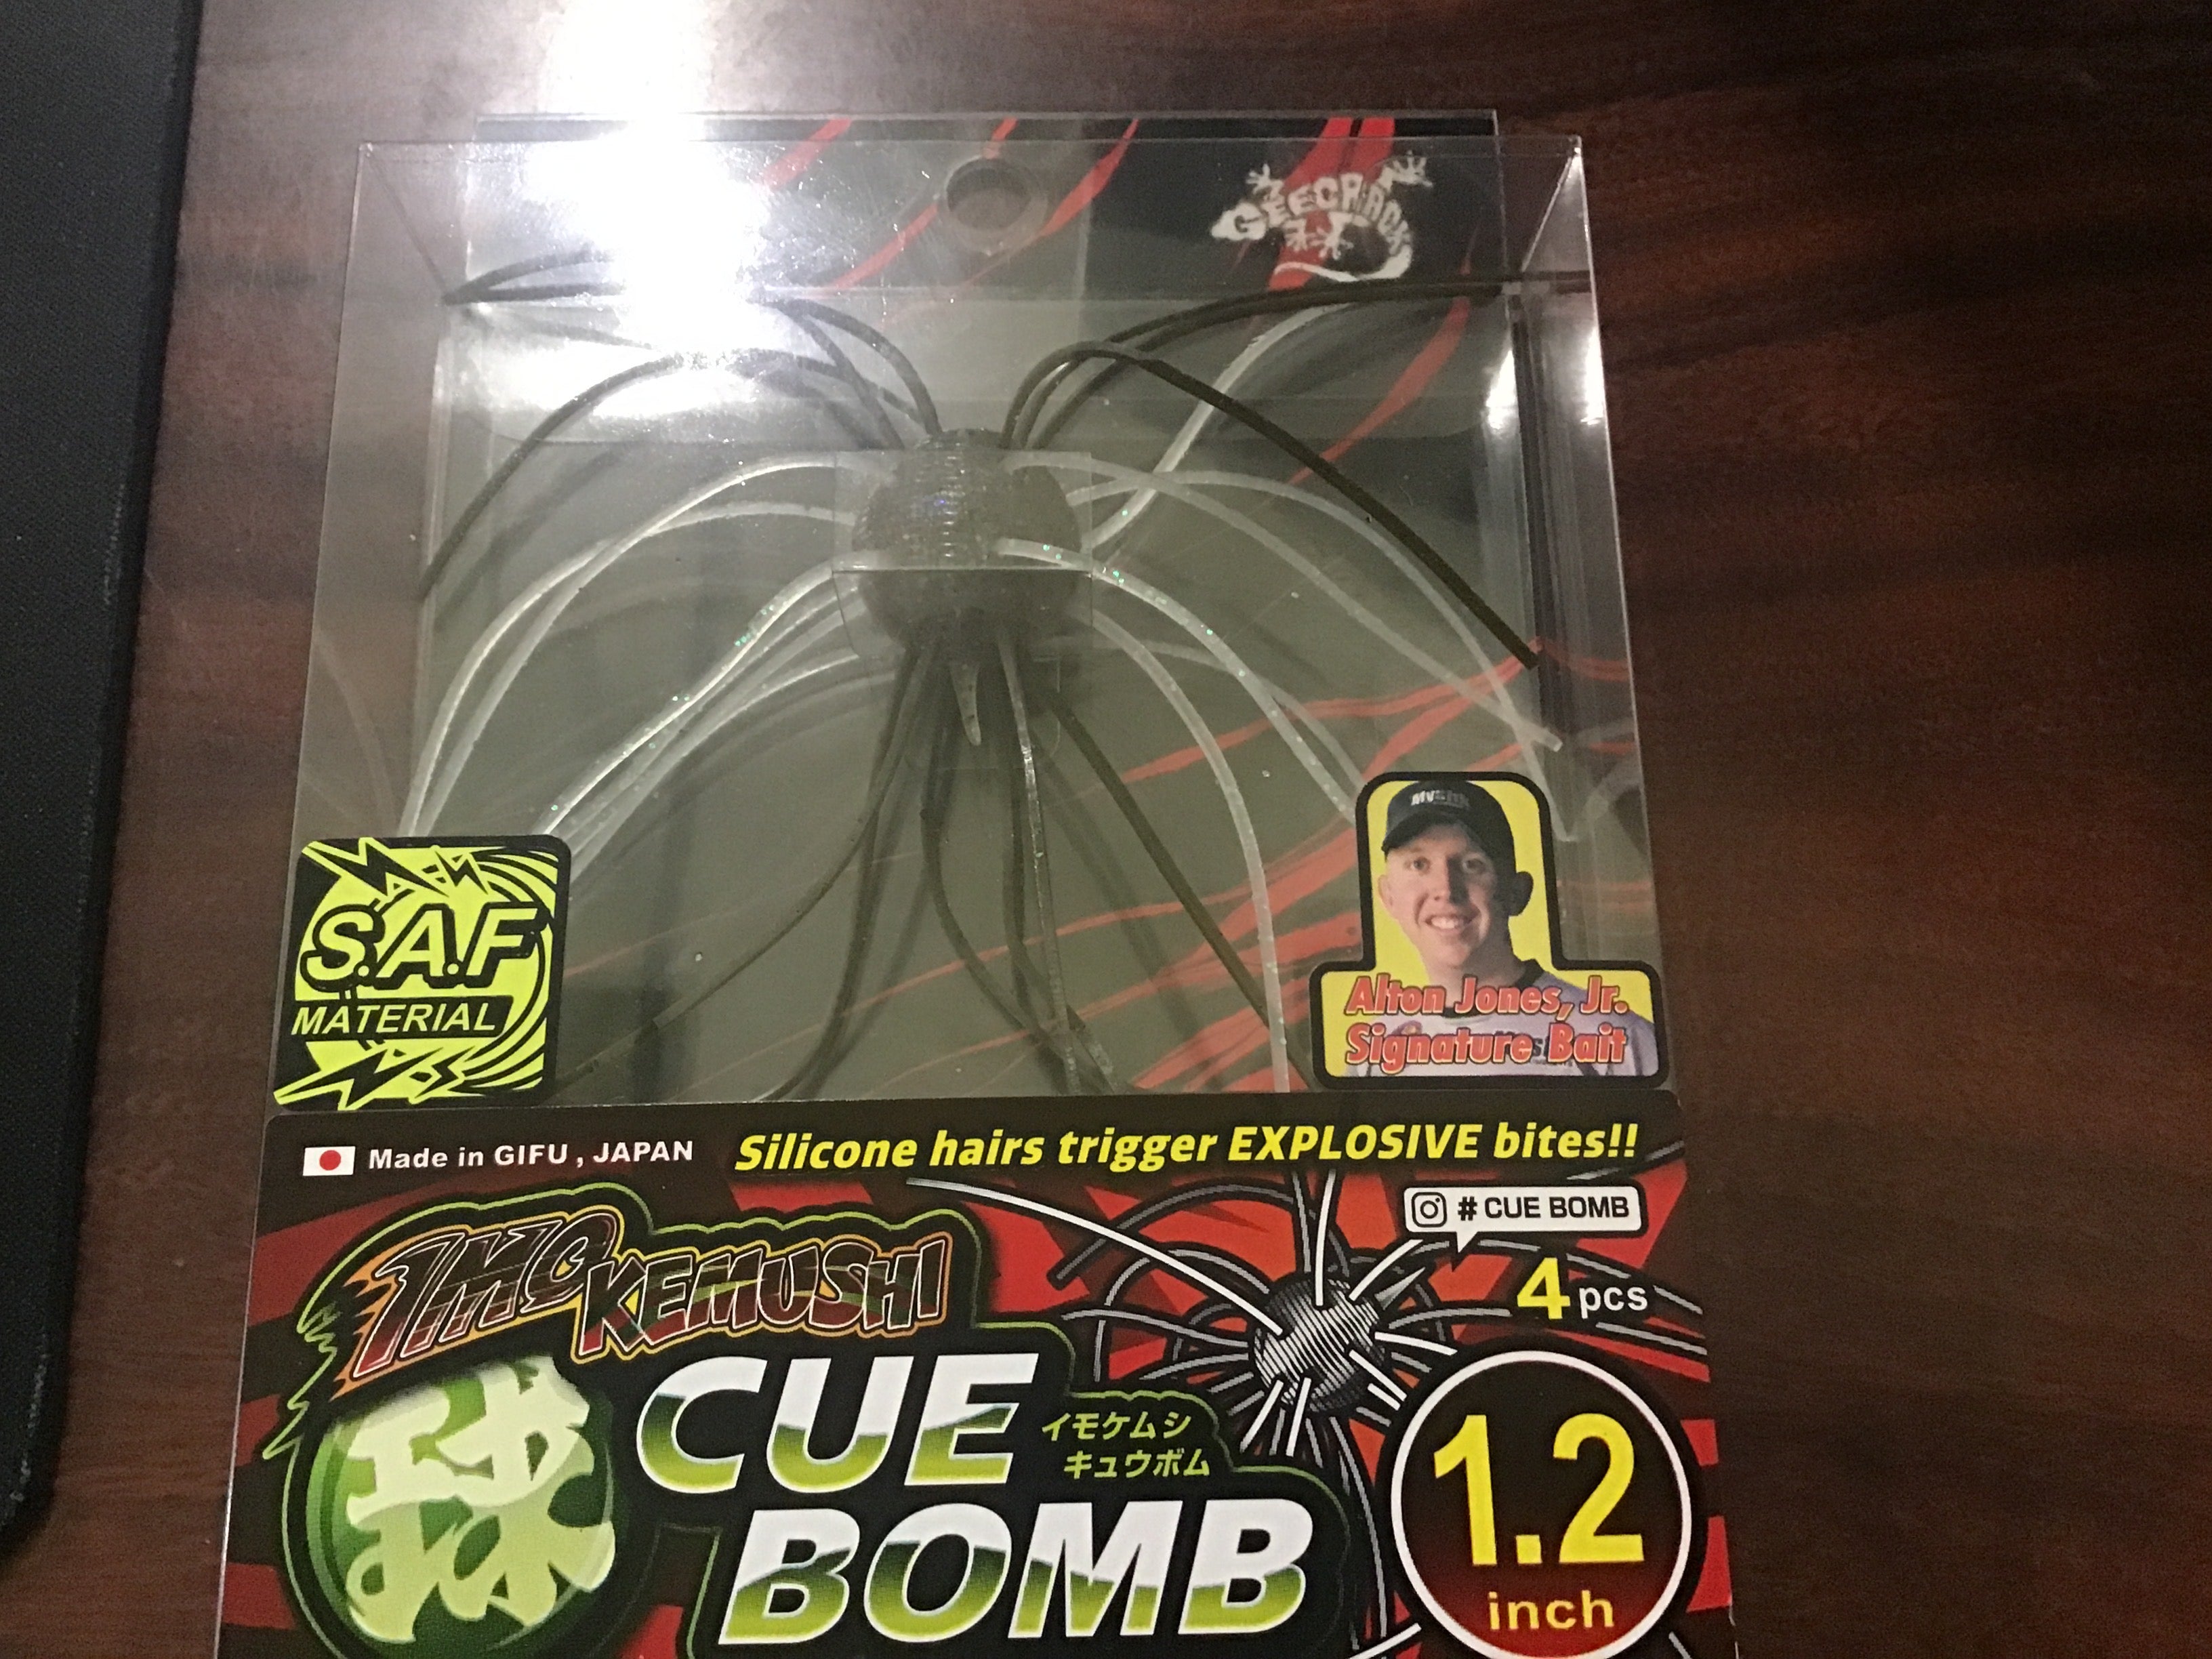 GEECRACK
S.A.F
MATERIAL
Alton Jones, Jr.
Signature Bait
Made in GIFU , JAPAN
Silicone hairs trigger EXPLOSIVE bites!!
# CUE BOMB
IMO KEMUSHI
4 pcs
CUE
イモケムシ
キュウボム
BOMB
1.2
inch